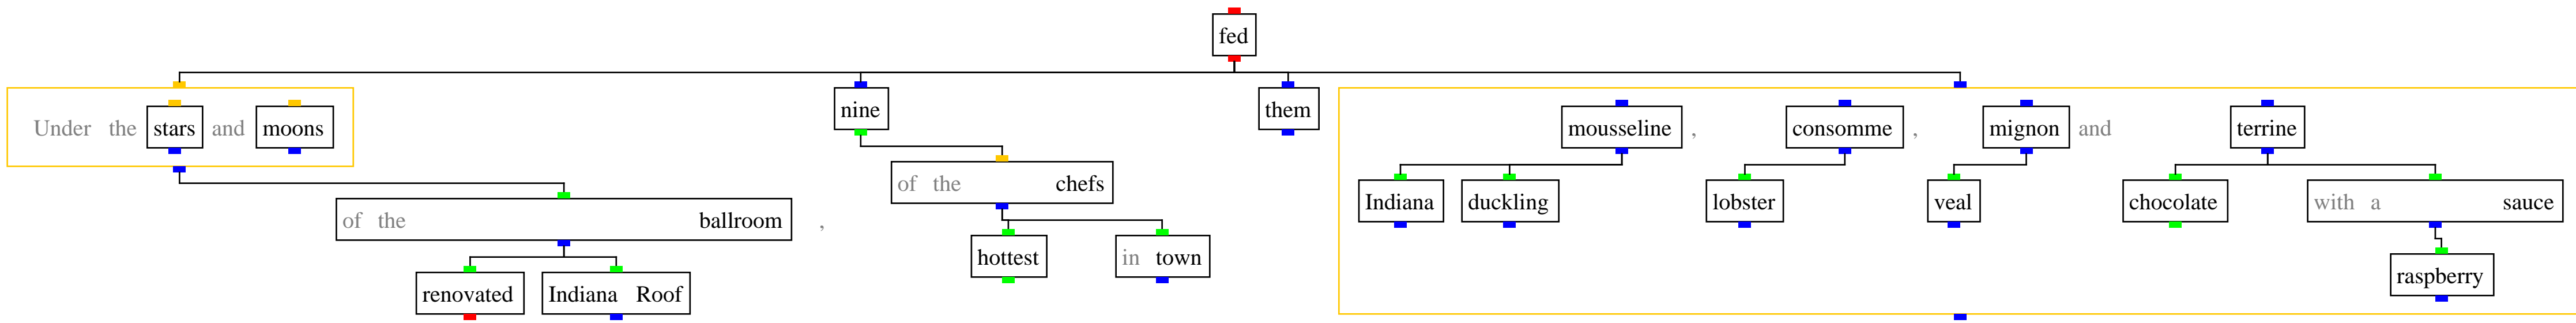 fed
nine them
Under the stars and moons mousseline , consomme , mignon and terrine
of the chefs
Indiana duckling lobster veal chocolate with a sauce
of the ballroom ,
hottest in town
raspberry
renovated Indiana Roof